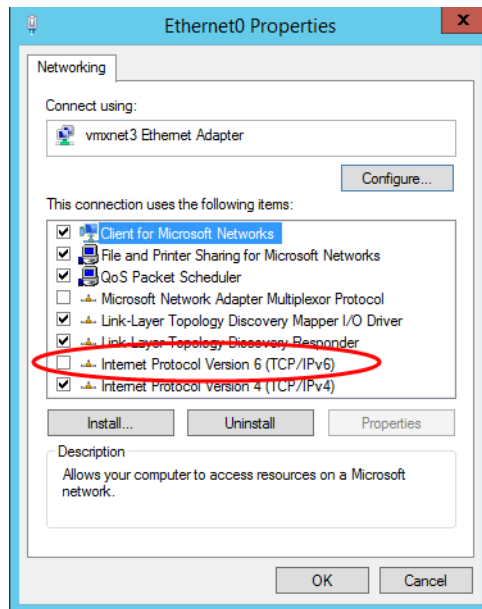 Ethernet0 Properties
x
Networking
Connect using:
vmxnet3 Ethernet Adapter
Configure...
This connection uses the following items:
Client for Microsoft Networks
File and Printer Sharing for Microsoft Networks
QoS Packet Scheduler
Microsoft Network Adapter Multiplexor Protocol
Link-Layer Topology Discovery Mapper I/O Driver
Link-Layer Topology Discovery Responder
Internet Protocol Version 6 (TCP/IPv6)
Internet Protocol Version 4 (TCP/IPv4)
Install... Uninstall Properties
Description
Allows your computer to access resources on a Microsoft
network.
OK Cancel